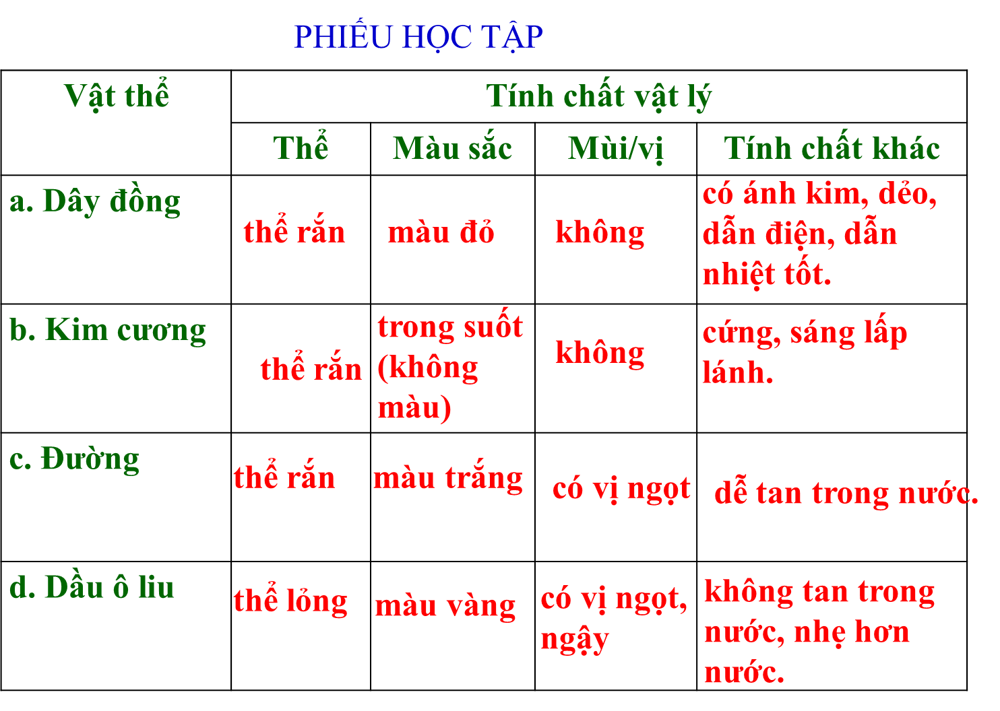 PHIẾU HỌC TẬP
Vật thể
Tính chất vật lý
Thể
Màu sắc
Mùi/vị
Tính chất khác
a. Dây đồng
thể rắn
màu đỏ
không
có ánh kim, dẻo,
dẫn điện, dẫn
nhiệt tốt.
b. Kim cương
thể rắn
trong suốt
(không
màu)
không
cứng, sáng lấp
lánh.
c. Đường
thể rắn
màu trắng
có vị ngọt
dễ tan trong nước.
d. Dầu ô liu
thể lỏng
màu vàng
có vị ngọt,
ngậy
không tan trong
nước, nhẹ hơn
nước.